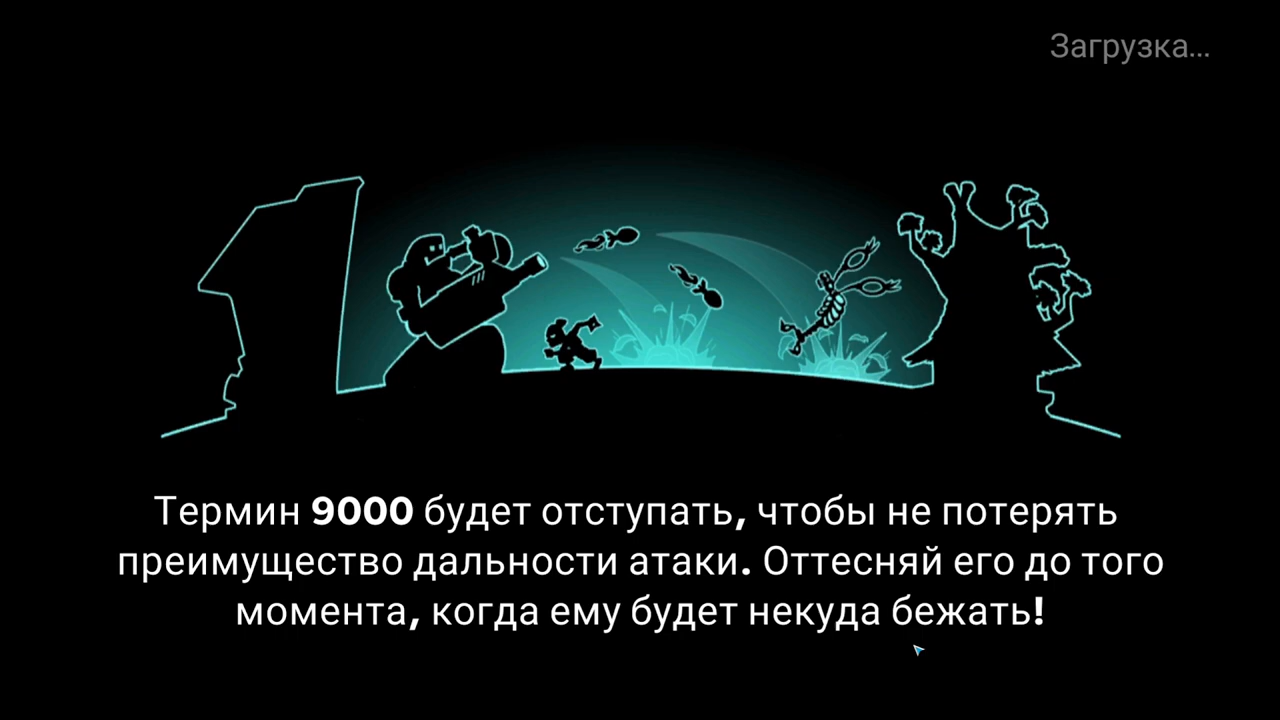 Загрузка...
Термин 9000 будет отступать, чтобы не потерять
преимущество дальности атаки. Оттесняй его до того
момента, когда ему будет некуда бежать!